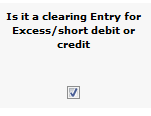 Is it a clearing Entry for
Excess/short debit or
credit